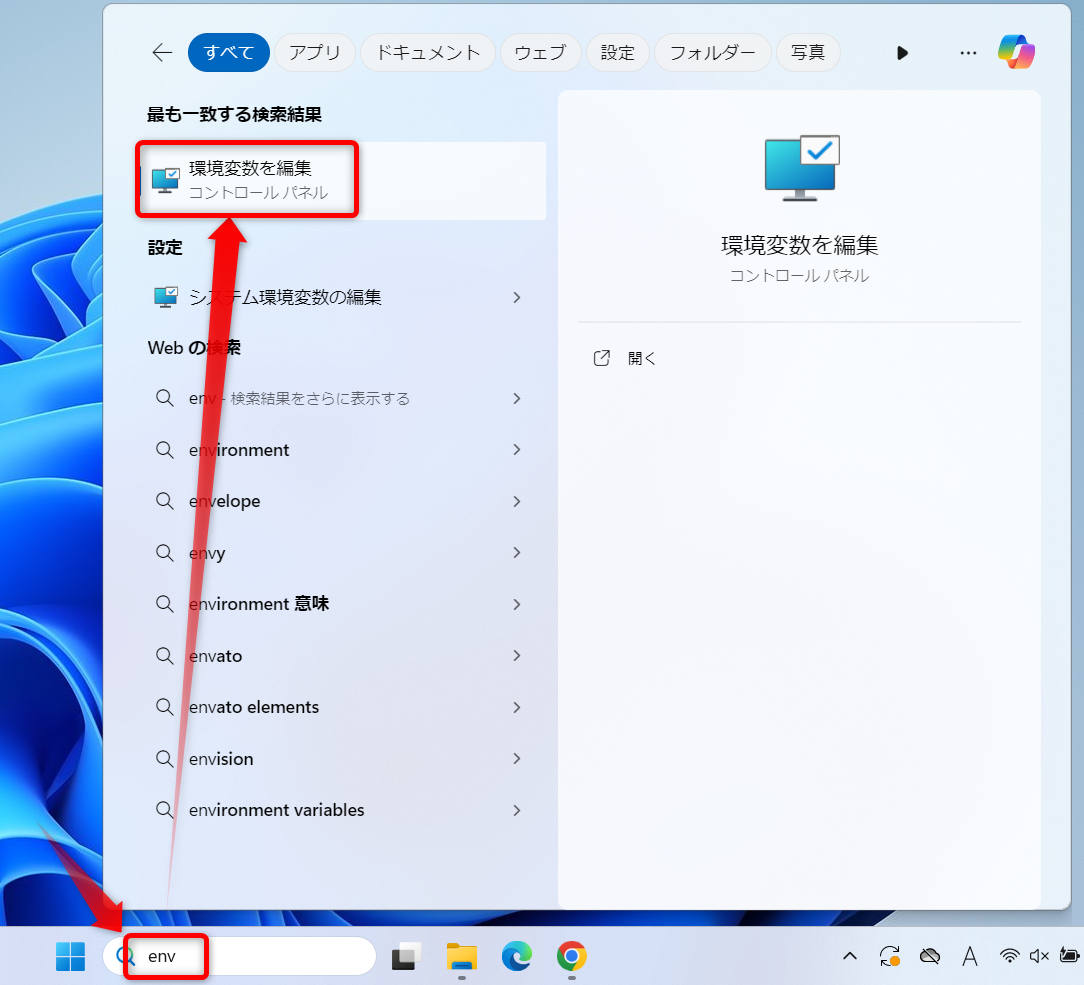 すべて
アプリ
ドキュメント
ウェブ
設定
フォルダー
写真
最も一致する検索結果
環境変数を編集
コントロール パネル
設定
システム環境変数の編集
Web の検索
env - 検索結果をさらに表示する
environment
envelope
envy
environment 意味
envato
envato elements
envision
environment variables
環境変数を編集
コントロール パネル
開く
env
A